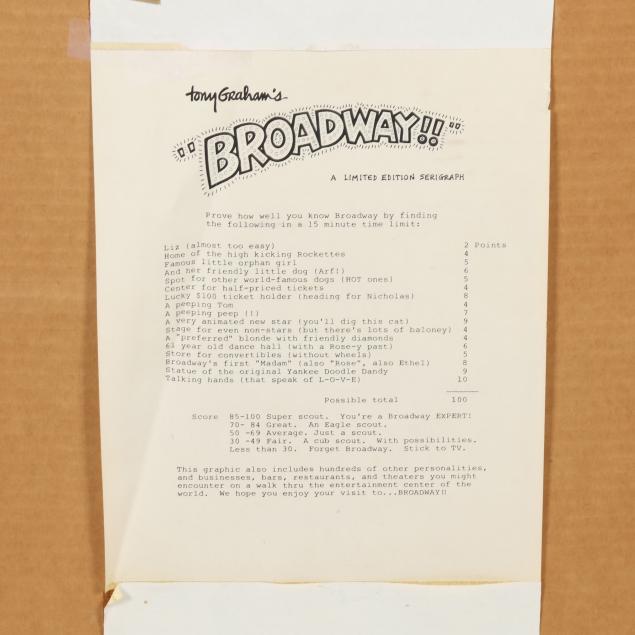 tony Graham's
"BROADWAY!!"
A LIMITED EDITION SERIGRAPH
Prove how well you know Broadway by finding
the following in a 15 minute time limit:
Liz (almost too easy) 2 Points
Home of the high kicking Rockettes 4
Famous little orphan girl 5
And her friendly little dog (Arf!) 6
Spot for other world-famous dogs (HOT ones) 5
Center for half-priced tickets 4
Lucky $100 ticket holder (heading for Nicholas) 8
A peeping Tom 4
A peeping peep (!) 7
A very animated new star (you'll dig this cat) 9
Stage for even non-stars (but there's lots of baloney) 4
A "preferred" blonde with friendly diamonds 4
61 year old dance hall (with a Rose-y past) 6
Store for convertibles (without wheels) 5
Broadway's first "Madam" (also "Rose", also Ethel) 8
Statue of the original Yankee Doodle Dandy 9
Talking hands (that speak of L-O-V-E) 10
Possible total 100
Score 85-100 Super scout. You're a Broadway EXPERT!
70- 84 Great. An Eagle scout.
50 -69 Average. Just a scout.
30 -49 Fair. A cub scout. With possibilities.
Less than 30. Forget Broadway. Stick to TV.
This graphic also includes hundreds of other personalities,
and businesses, bars, restaurants, and theaters you might
encounter on a walk thru the entertainment center of the
world. We hope you enjoy your visit to...BROADWAY!!